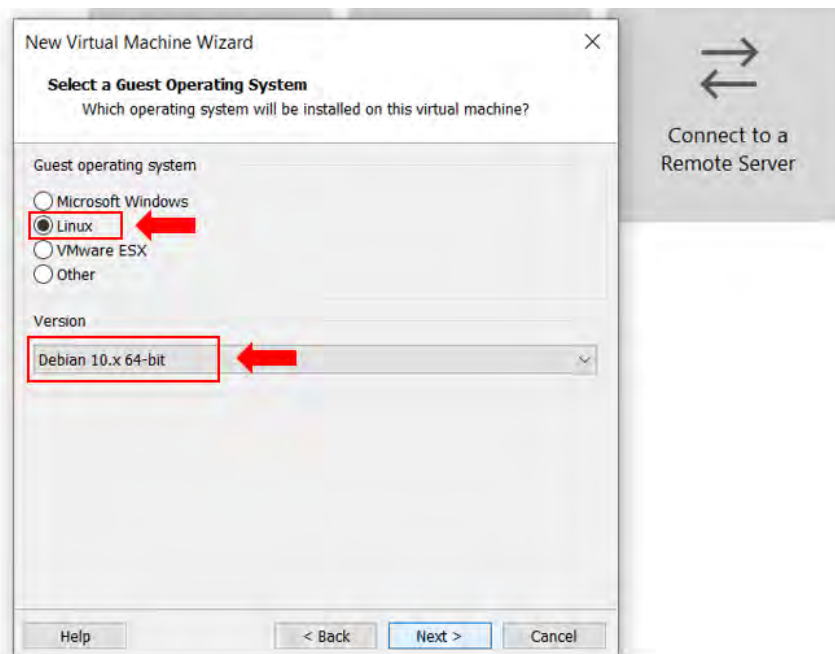 New Virtual Machine Wizard
Select a Guest Operating System
Which operating system will be installed on this virtual machine?
Guest operating system
Microsoft Windows
Linux
VMware ESX
Other
Version
Debian 10.x 64-bit
Help
< Back
Next >
Cancel
Connect to a
Remote Server